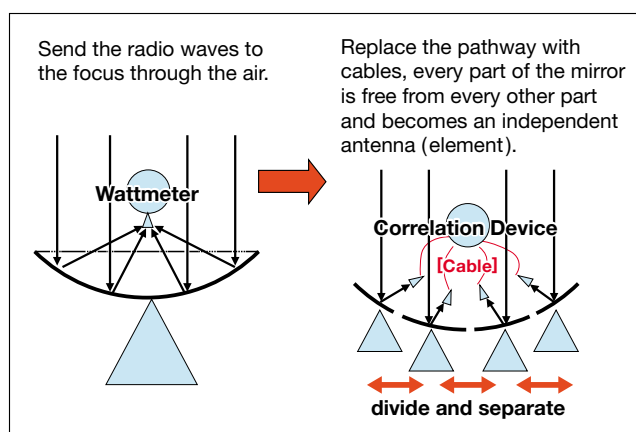 Send the radio waves to
the focus through the air.
Wattmeter
Replace the pathway with
cables, every part of the mirror
is free from every other part
and becomes an independent
antenna (element).
Correlation Device
[Cable]
divide and separate